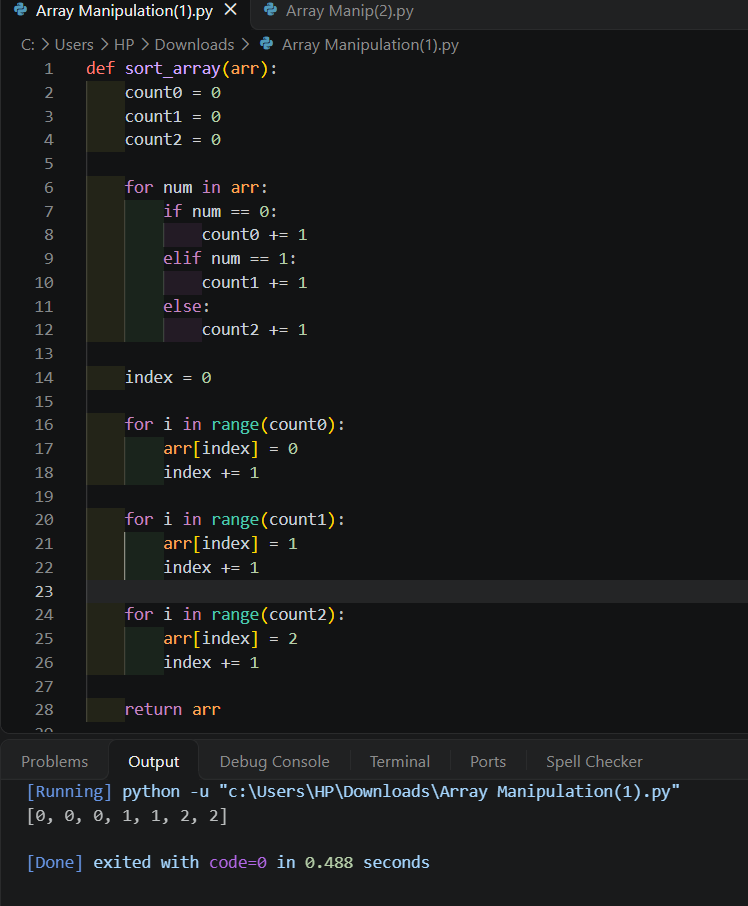 Array Manipulation(1).py Array Manip(2).py
C: > Users > HP > Downloads > Array Manipulation(1).py
1 def sort_array(arr):
2     count0 = 0
3     count1 = 0
4     count2 = 0
5
6     for num in arr:
7         if num == 0:
8             count0 += 1
9         elif num == 1:
10             count1 += 1
11         else:
12             count2 += 1
13
14     index = 0
15
16     for i in range(count0):
17         arr[index] = 0
18         index += 1
19
20     for i in range(count1):
21         arr[index] = 1
22         index += 1
23
24     for i in range(count2):
25         arr[index] = 2
26         index += 1
27
28     return arr
Problems Output Debug Console Terminal Ports Spell Checker
[Running] python -u "c:\Users\HP\Downloads\Array Manipulation(1).py"
[0, 0, 0, 1, 1, 2, 2]
[Done] exited with code=0 in 0.488 seconds